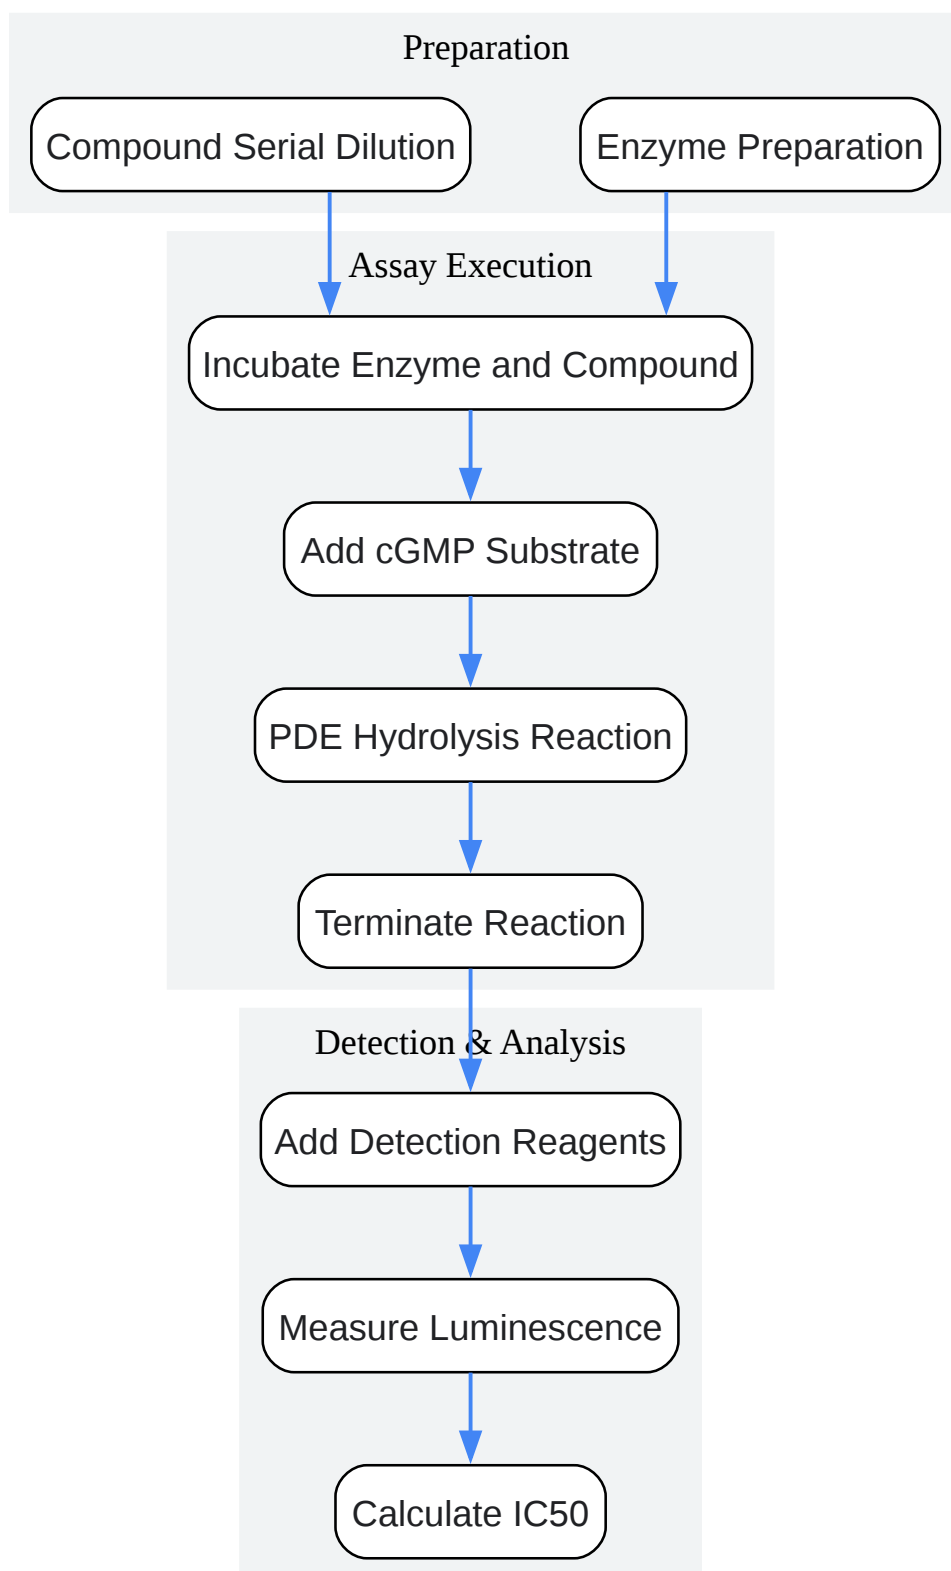 Preparation
Compound Serial Dilution
Enzyme Preparation
Assay Execution
Incubate Enzyme and Compound
Add cGMP Substrate
PDE Hydrolysis Reaction
Terminate Reaction
Detection & Analysis
Add Detection Reagents
Measure Luminescence
Calculate IC50